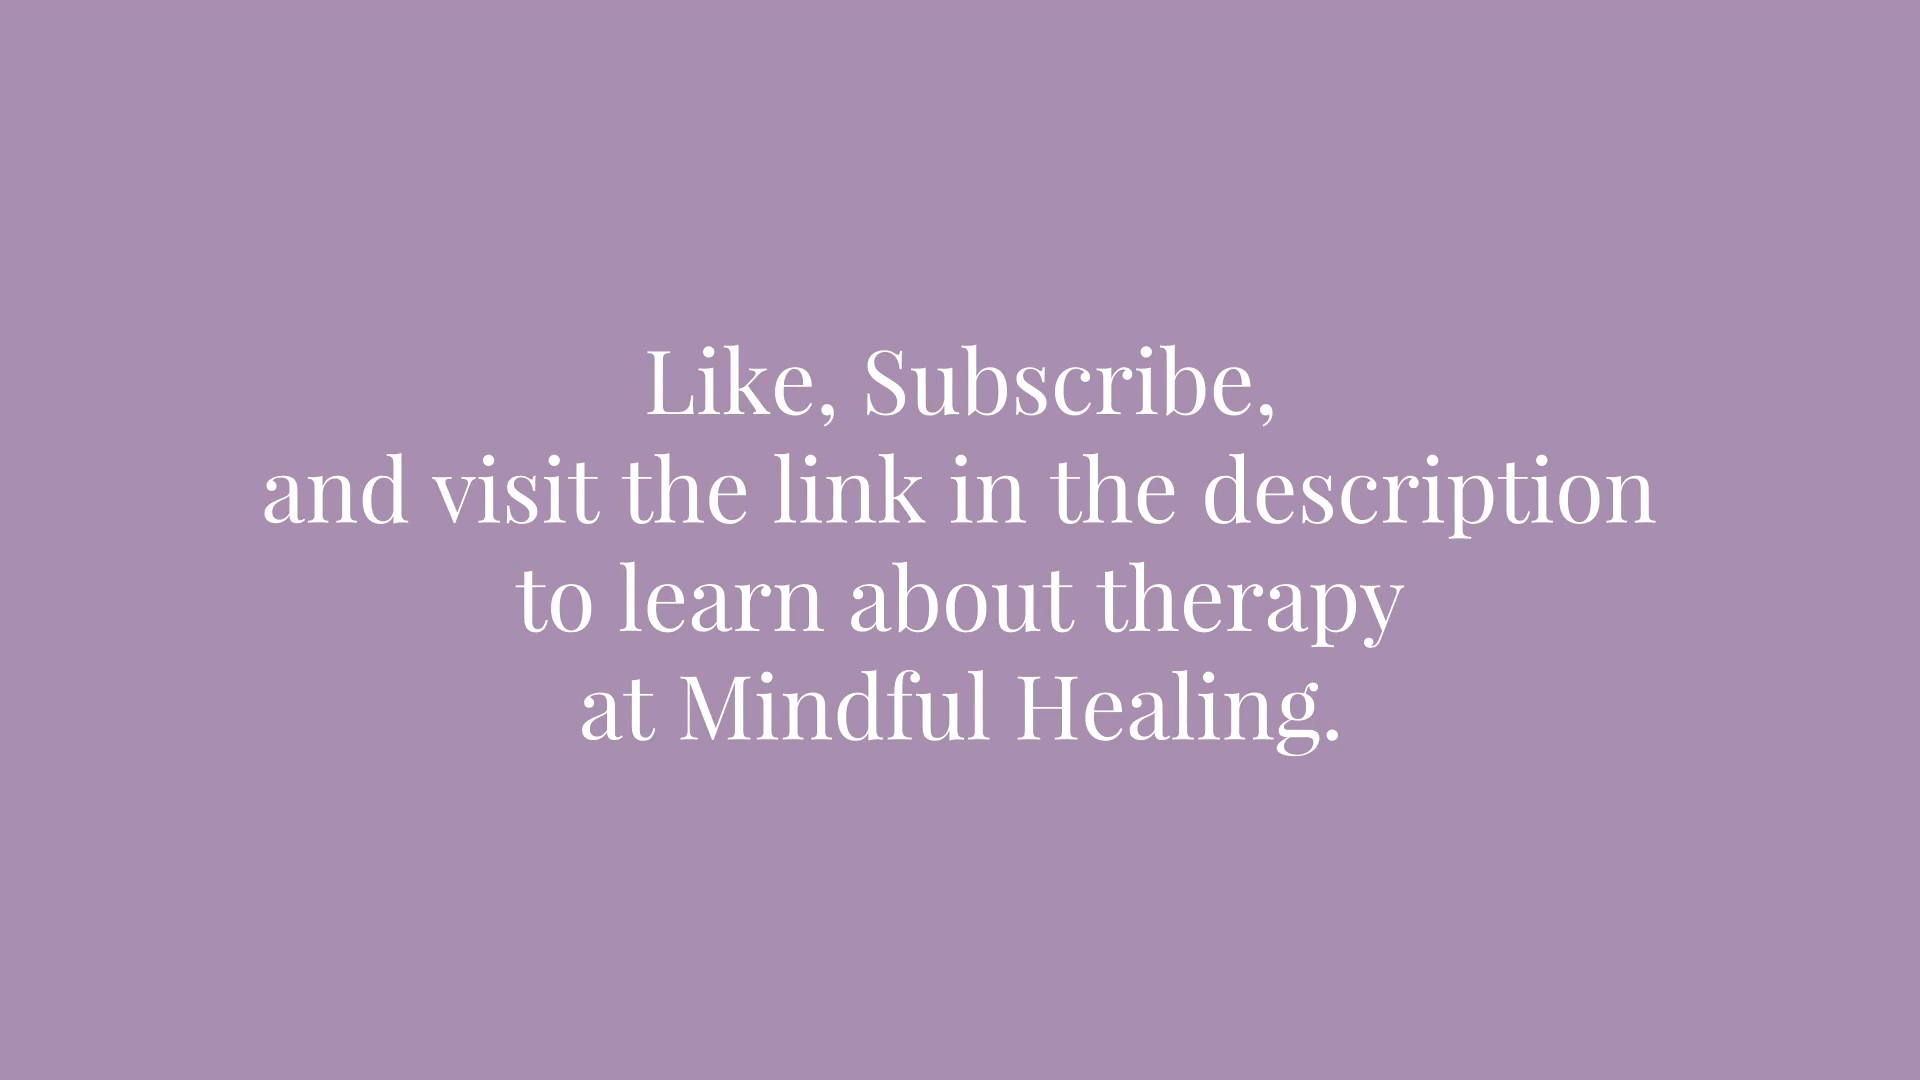 Like, Subscribe,
and visit the link in the description
to learn about therapy
at Mindful Healing.